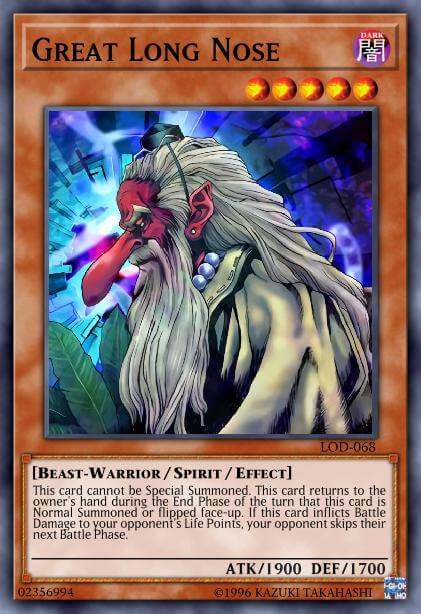 GREAT LONG NOSE
DARK
闇
LOD-068
[BEAST-WARRIOR / SPIRIT / EFFECT]
This card cannot be Special Summoned. This card returns to the
owner's hand during the End Phase of the turn that this card is
Normal Summoned or flipped face-up. If this card inflicts Battle
Damage to your opponent's Life Points, your opponent skips their
next Battle Phase.
ATK/1900 DEF/1700
02356994
©1996 KAZUKI TAKAHASHI